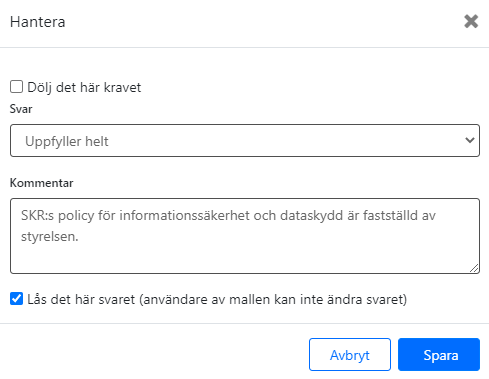 Hantera
Dölj det här kravet
Svar
Uppfyller helt
Kommentar
SKR:s policy för informationssäkerhet och dataskydd är fastställd av
styrelsen.
Lås det här svaret (användare av mallen kan inte ändra svaret)
Avbryt
Spara